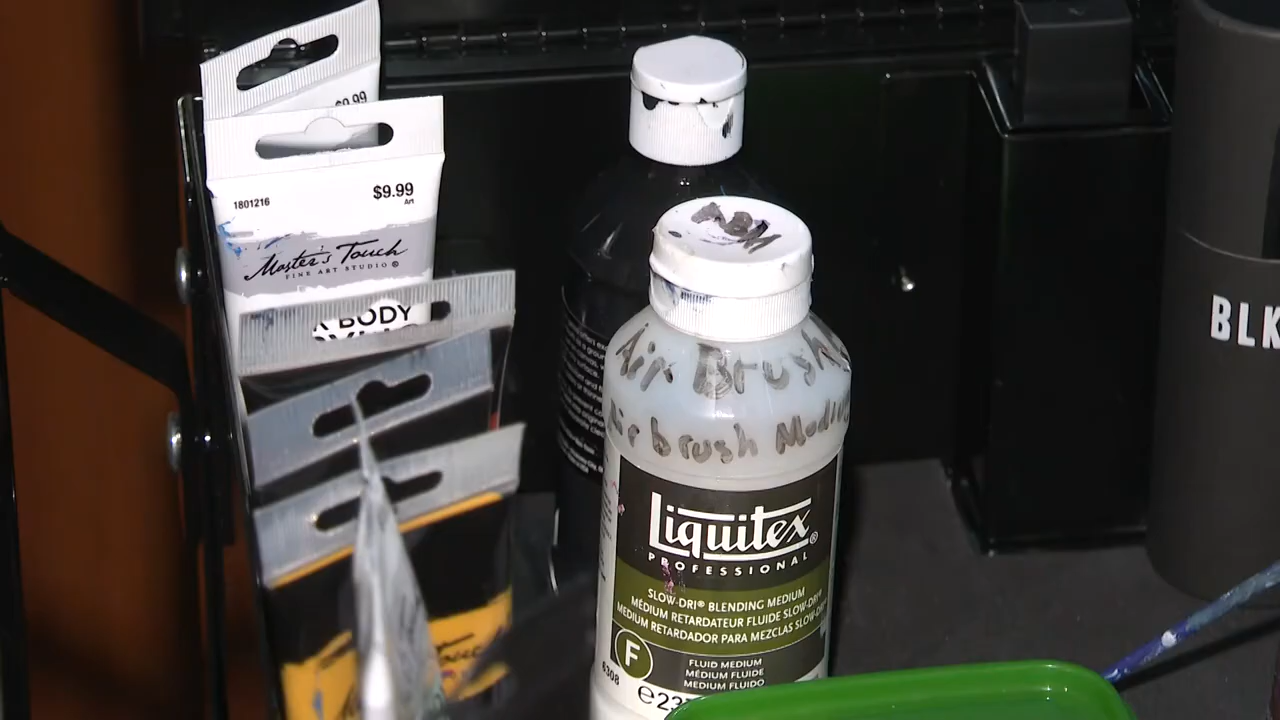 $9.99
$9.99
Art
1801216
Master's Touch
FINE ART STUDIO®
BODY
ABM
Air Brush
Airbrush Medium
Liquitex®
PROFESSIONAL
SLOW-DRI® BLENDING MEDIUM
MÉDIUM RETARDATEUR FLUIDE SLOW-DRI®
MEDIUM RETARDADOR PARA MEZCLAS SLOW-DRI®
F
FLUID MEDIUM
MÉDIUM FLUIDE
MEDIUM FLUIDO
6308
℮23
BLK